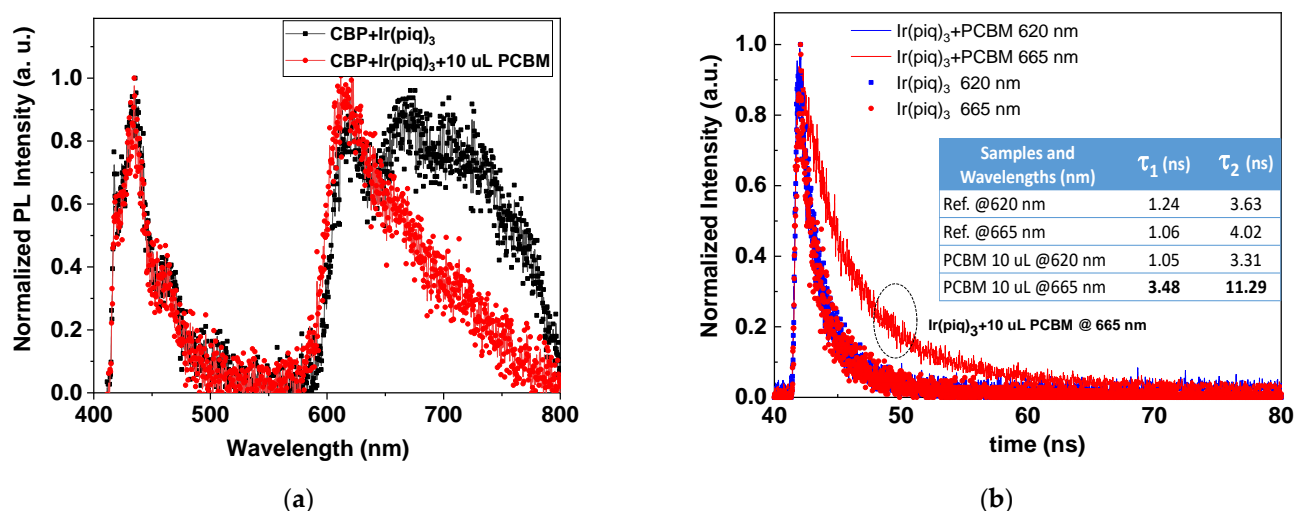 CBP+Ir(piq)3
CBP+Ir(piq)3+10 uL PCBM
Normalized PL Intensity (a. u.)
1.0
0.8
0.6
0.4
0.2
0.0
400 500 600 700 800
Wavelength (nm)
(a)
Ir(piq)3+PCBM 620 nm
Ir(piq)3+PCBM 665 nm
Ir(piq)3 620 nm
Ir(piq)3 665 nm
Normalized Intensity (a.u.)
1.0
0.8
0.6
0.4
0.2
0.0
Samples and Wavelengths (nm) τ1 (ns) τ2 (ns)
Ref. @620 nm 1.24 3.63
Ref. @665 nm 1.06 4.02
PCBM 10 uL @620 nm 1.05 3.31
PCBM 10 uL @665 nm 3.48 11.29
Ir(piq)3+10 uL PCBM @ 665 nm
40 50 60 70 80
time (ns)
(b)